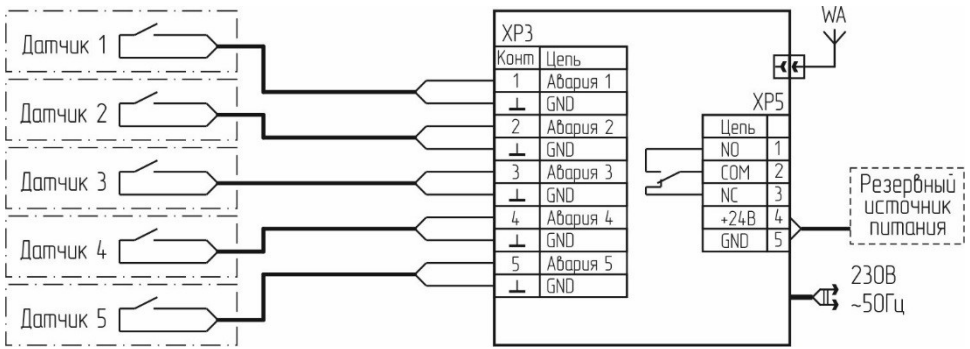 Датчик 1
Датчик 2
Датчик 3
Датчик 4
Датчик 5
XP3
Конт Цепь
1 Авария 1
⊥ GND
2 Авария 2
⊥ GND
3 Авария 3
⊥ GND
4 Авария 4
⊥ GND
5 Авария 5
⊥ GND
WA
XP5
Цепь
NO 1
COM 2
NC 3
+24В 4
GND 5
Резервный
источник
питания
230В
~50Гц